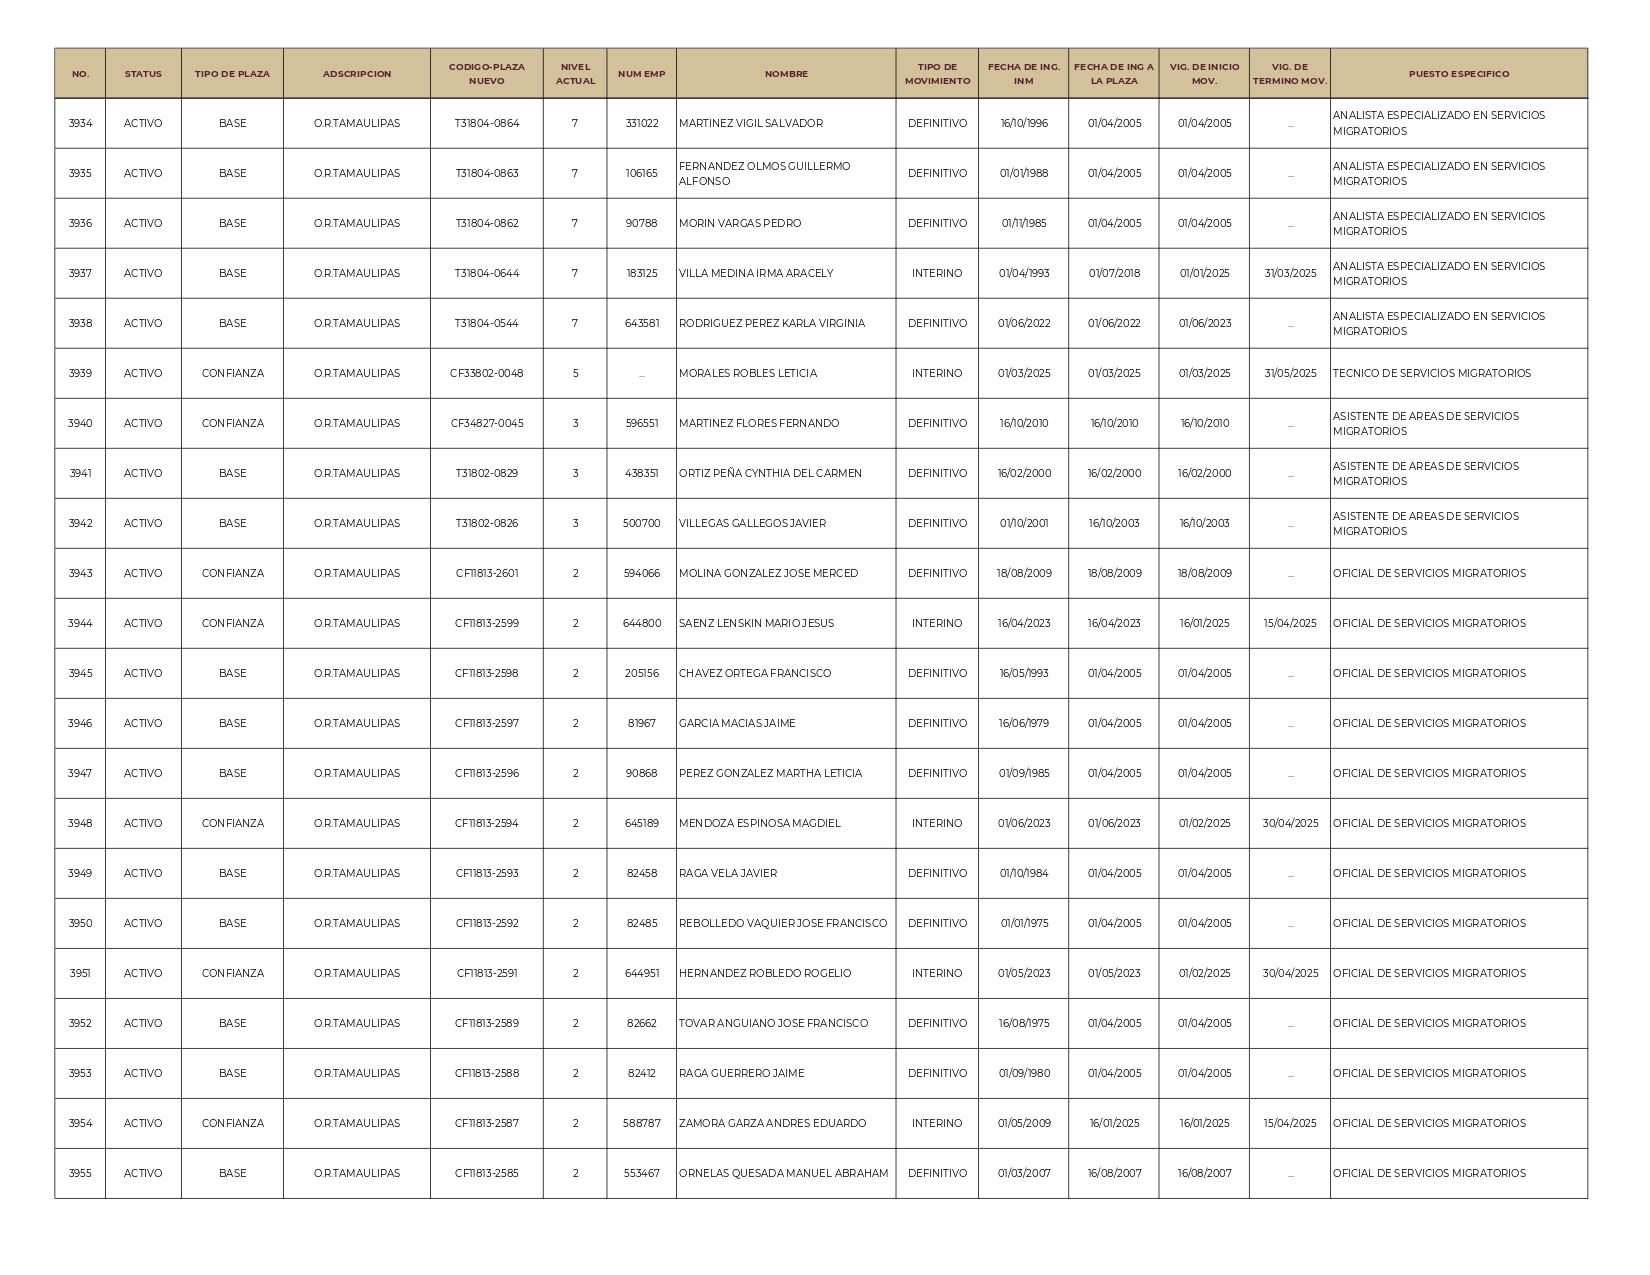 NO. STATUS TIPO DE PLAZA ADSCRIPCION CODIGO-PLAZA NUEVO NIVEL ACTUAL NUM EMP NOMBRE TIPO DE MOVIMIENTO FECHA DE ING. INM FECHA DE ING A LA PLAZA VIG. DE INICIO MOV. VIG. DE TERMINO MOV. PUESTO ESPECIFICO
3934 ACTIVO BASE O.R.TAMAULIPAS T31804-0864 7 331022 MARTINEZ VIGIL SALVADOR DEFINITIVO 16/10/1996 01/04/2005 01/04/2005 ... ANALISTA ESPECIALIZADO EN SERVICIOS MIGRATORIOS
3935 ACTIVO BASE O.R.TAMAULIPAS T31804-0863 7 106165 FERNANDEZ OLMOS GUILLERMO ALFONSO DEFINITIVO 01/01/1988 01/04/2005 01/04/2005 ... ANALISTA ESPECIALIZADO EN SERVICIOS MIGRATORIOS
3936 ACTIVO BASE O.R.TAMAULIPAS T31804-0862 7 90788 MORIN VARGAS PEDRO DEFINITIVO 01/11/1985 01/04/2005 01/04/2005 ... ANALISTA ESPECIALIZADO EN SERVICIOS MIGRATORIOS
3937 ACTIVO BASE O.R.TAMAULIPAS T31804-0644 7 183125 VILLA MEDINA IRMA ARACELY INTERINO 01/04/1993 01/07/2018 01/01/2025 31/03/2025 ANALISTA ESPECIALIZADO EN SERVICIOS MIGRATORIOS
3938 ACTIVO BASE O.R.TAMAULIPAS T31804-0544 7 643581 RODRIGUEZ PEREZ KARLA VIRGINIA DEFINITIVO 01/06/2022 01/06/2022 01/06/2023 ... ANALISTA ESPECIALIZADO EN SERVICIOS MIGRATORIOS
3939 ACTIVO CONFIANZA O.R.TAMAULIPAS CF33802-0048 5 ... MORALES ROBLES LETICIA INTERINO 01/03/2025 01/03/2025 01/03/2025 31/05/2025 TECNICO DE SERVICIOS MIGRATORIOS
3940 ACTIVO CONFIANZA O.R.TAMAULIPAS CF34827-0045 3 596551 MARTINEZ FLORES FERNANDO DEFINITIVO 16/10/2010 16/10/2010 16/10/2010 ... ASISTENTE DE AREAS DE SERVICIOS MIGRATORIOS
3941 ACTIVO BASE O.R.TAMAULIPAS T31802-0829 3 438351 ORTIZ PEÑA CYNTHIA DEL CARMEN DEFINITIVO 16/02/2000 16/02/2000 16/02/2000 ... ASISTENTE DE AREAS DE SERVICIOS MIGRATORIOS
3942 ACTIVO BASE O.R.TAMAULIPAS T31802-0826 3 500700 VILLEGAS GALLEGOS JAVIER DEFINITIVO 01/10/2001 16/10/2003 16/10/2003 ... ASISTENTE DE AREAS DE SERVICIOS MIGRATORIOS
3943 ACTIVO CONFIANZA O.R.TAMAULIPAS CF11813-2601 2 594066 MOLINA GONZALEZ JOSE MERCED DEFINITIVO 18/08/2009 18/08/2009 18/08/2009 ... OFICIAL DE SERVICIOS MIGRATORIOS
3944 ACTIVO CONFIANZA O.R.TAMAULIPAS CF11813-2599 2 644800 SAENZ LENSKIN MARIO JESUS INTERINO 16/04/2023 16/04/2023 16/01/2025 15/04/2025 OFICIAL DE SERVICIOS MIGRATORIOS
3945 ACTIVO BASE O.R.TAMAULIPAS CF11813-2598 2 205156 CHAVEZ ORTEGA FRANCISCO DEFINITIVO 16/05/1993 01/04/2005 01/04/2005 ... OFICIAL DE SERVICIOS MIGRATORIOS
3946 ACTIVO BASE O.R.TAMAULIPAS CF11813-2597 2 81967 GARCIA MACIAS JAIME DEFINITIVO 16/06/1979 01/04/2005 01/04/2005 ... OFICIAL DE SERVICIOS MIGRATORIOS
3947 ACTIVO BASE O.R.TAMAULIPAS CF11813-2596 2 90868 PEREZ GONZALEZ MARTHA LETICIA DEFINITIVO 01/09/1985 01/04/2005 01/04/2005 ... OFICIAL DE SERVICIOS MIGRATORIOS
3948 ACTIVO CONFIANZA O.R.TAMAULIPAS CF11813-2594 2 645189 MENDOZA ESPINOSA MAGDIEL INTERINO 01/06/2023 01/06/2023 01/02/2025 30/04/2025 OFICIAL DE SERVICIOS MIGRATORIOS
3949 ACTIVO BASE O.R.TAMAULIPAS CF11813-2593 2 82458 RAGA VELA JAVIER DEFINITIVO 01/10/1984 01/04/2005 01/04/2005 ... OFICIAL DE SERVICIOS MIGRATORIOS
3950 ACTIVO BASE O.R.TAMAULIPAS CF11813-2592 2 82485 REBOLLEDO VAQUIER JOSE FRANCISCO DEFINITIVO 01/01/1975 01/04/2005 01/04/2005 ... OFICIAL DE SERVICIOS MIGRATORIOS
3951 ACTIVO CONFIANZA O.R.TAMAULIPAS CF11813-2591 2 644951 HERNANDEZ ROBLEDO ROGELIO INTERINO 01/05/2023 01/05/2023 01/02/2025 30/04/2025 OFICIAL DE SERVICIOS MIGRATORIOS
3952 ACTIVO BASE O.R.TAMAULIPAS CF11813-2589 2 82662 TOVAR ANGUIANO JOSE FRANCISCO DEFINITIVO 16/08/1975 01/04/2005 01/04/2005 ... OFICIAL DE SERVICIOS MIGRATORIOS
3953 ACTIVO BASE O.R.TAMAULIPAS CF11813-2588 2 82412 RAGA GUERRERO JAIME DEFINITIVO 01/09/1980 01/04/2005 01/04/2005 ... OFICIAL DE SERVICIOS MIGRATORIOS
3954 ACTIVO CONFIANZA O.R.TAMAULIPAS CF11813-2587 2 588787 ZAMORA GARZA ANDRES EDUARDO INTERINO 01/05/2009 16/01/2025 16/01/2025 15/04/2025 OFICIAL DE SERVICIOS MIGRATORIOS
3955 ACTIVO BASE O.R.TAMAULIPAS CF11813-2585 2 553467 ORNELAS QUESADA MANUEL ABRAHAM DEFINITIVO 01/03/2007 16/08/2007 16/08/2007 ... OFICIAL DE SERVICIOS MIGRATORIOS